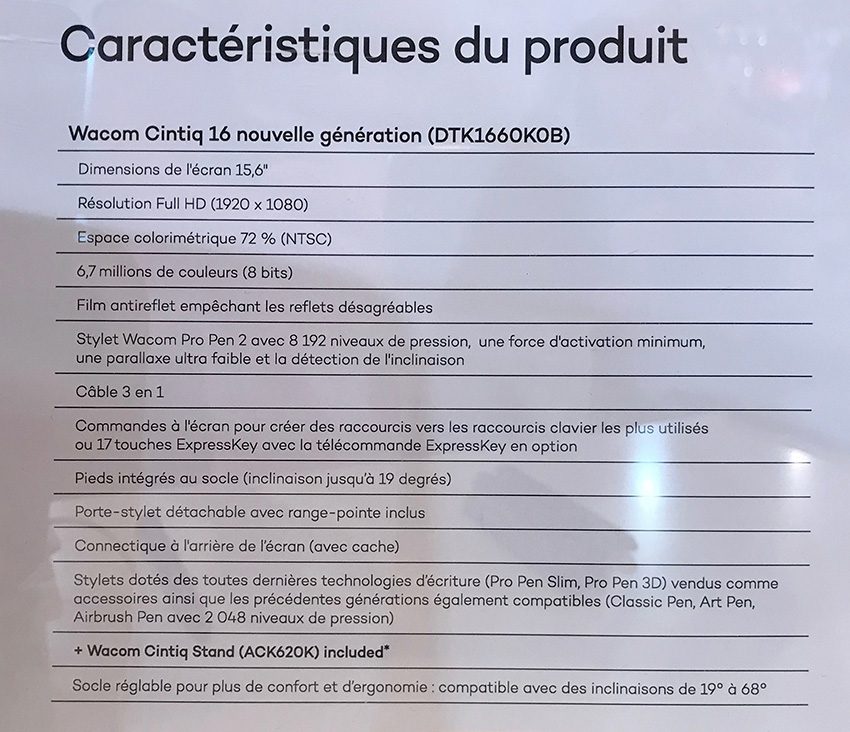 Caractéristiques du produit
Wacom Cintiq 16 nouvelle génération (DTK1660K0B)
Dimensions de l'écran 15,6"
Résolution Full HD (1920 x 1080)
Espace colorimétrique 72 % (NTSC)
6,7 millions de couleurs (8 bits)
Film antireflet empêchant les reflets désagréables
Stylet Wacom Pro Pen 2 avec 8 192 niveaux de pression, une force d'activation minimum,
une parallaxe ultra faible et la détection de l'inclinaison
Câble 3 en 1
Commandes à l'écran pour créer des raccourcis vers les raccourcis clavier les plus utilisés
ou 17 touches ExpressKey avec la télécommande ExpressKey en option
Pieds intégrés au socle (inclinaison jusqu'à 19 degrés)
Porte-stylet détachable avec range-pointe inclus
Connectique à l'arrière de l'écran (avec cache)
Stylets dotés des toutes dernières technologies d'écriture (Pro Pen Slim, Pro Pen 3D) vendus comme
accessoires ainsi que les précédentes générations également compatibles (Classic Pen, Art Pen,
Airbrush Pen avec 2 048 niveaux de pression)
+ Wacom Cintiq Stand (ACK620K) included*
Socle réglable pour plus de confort et d'ergonomie : compatible avec des inclinaisons de 19° à 68°